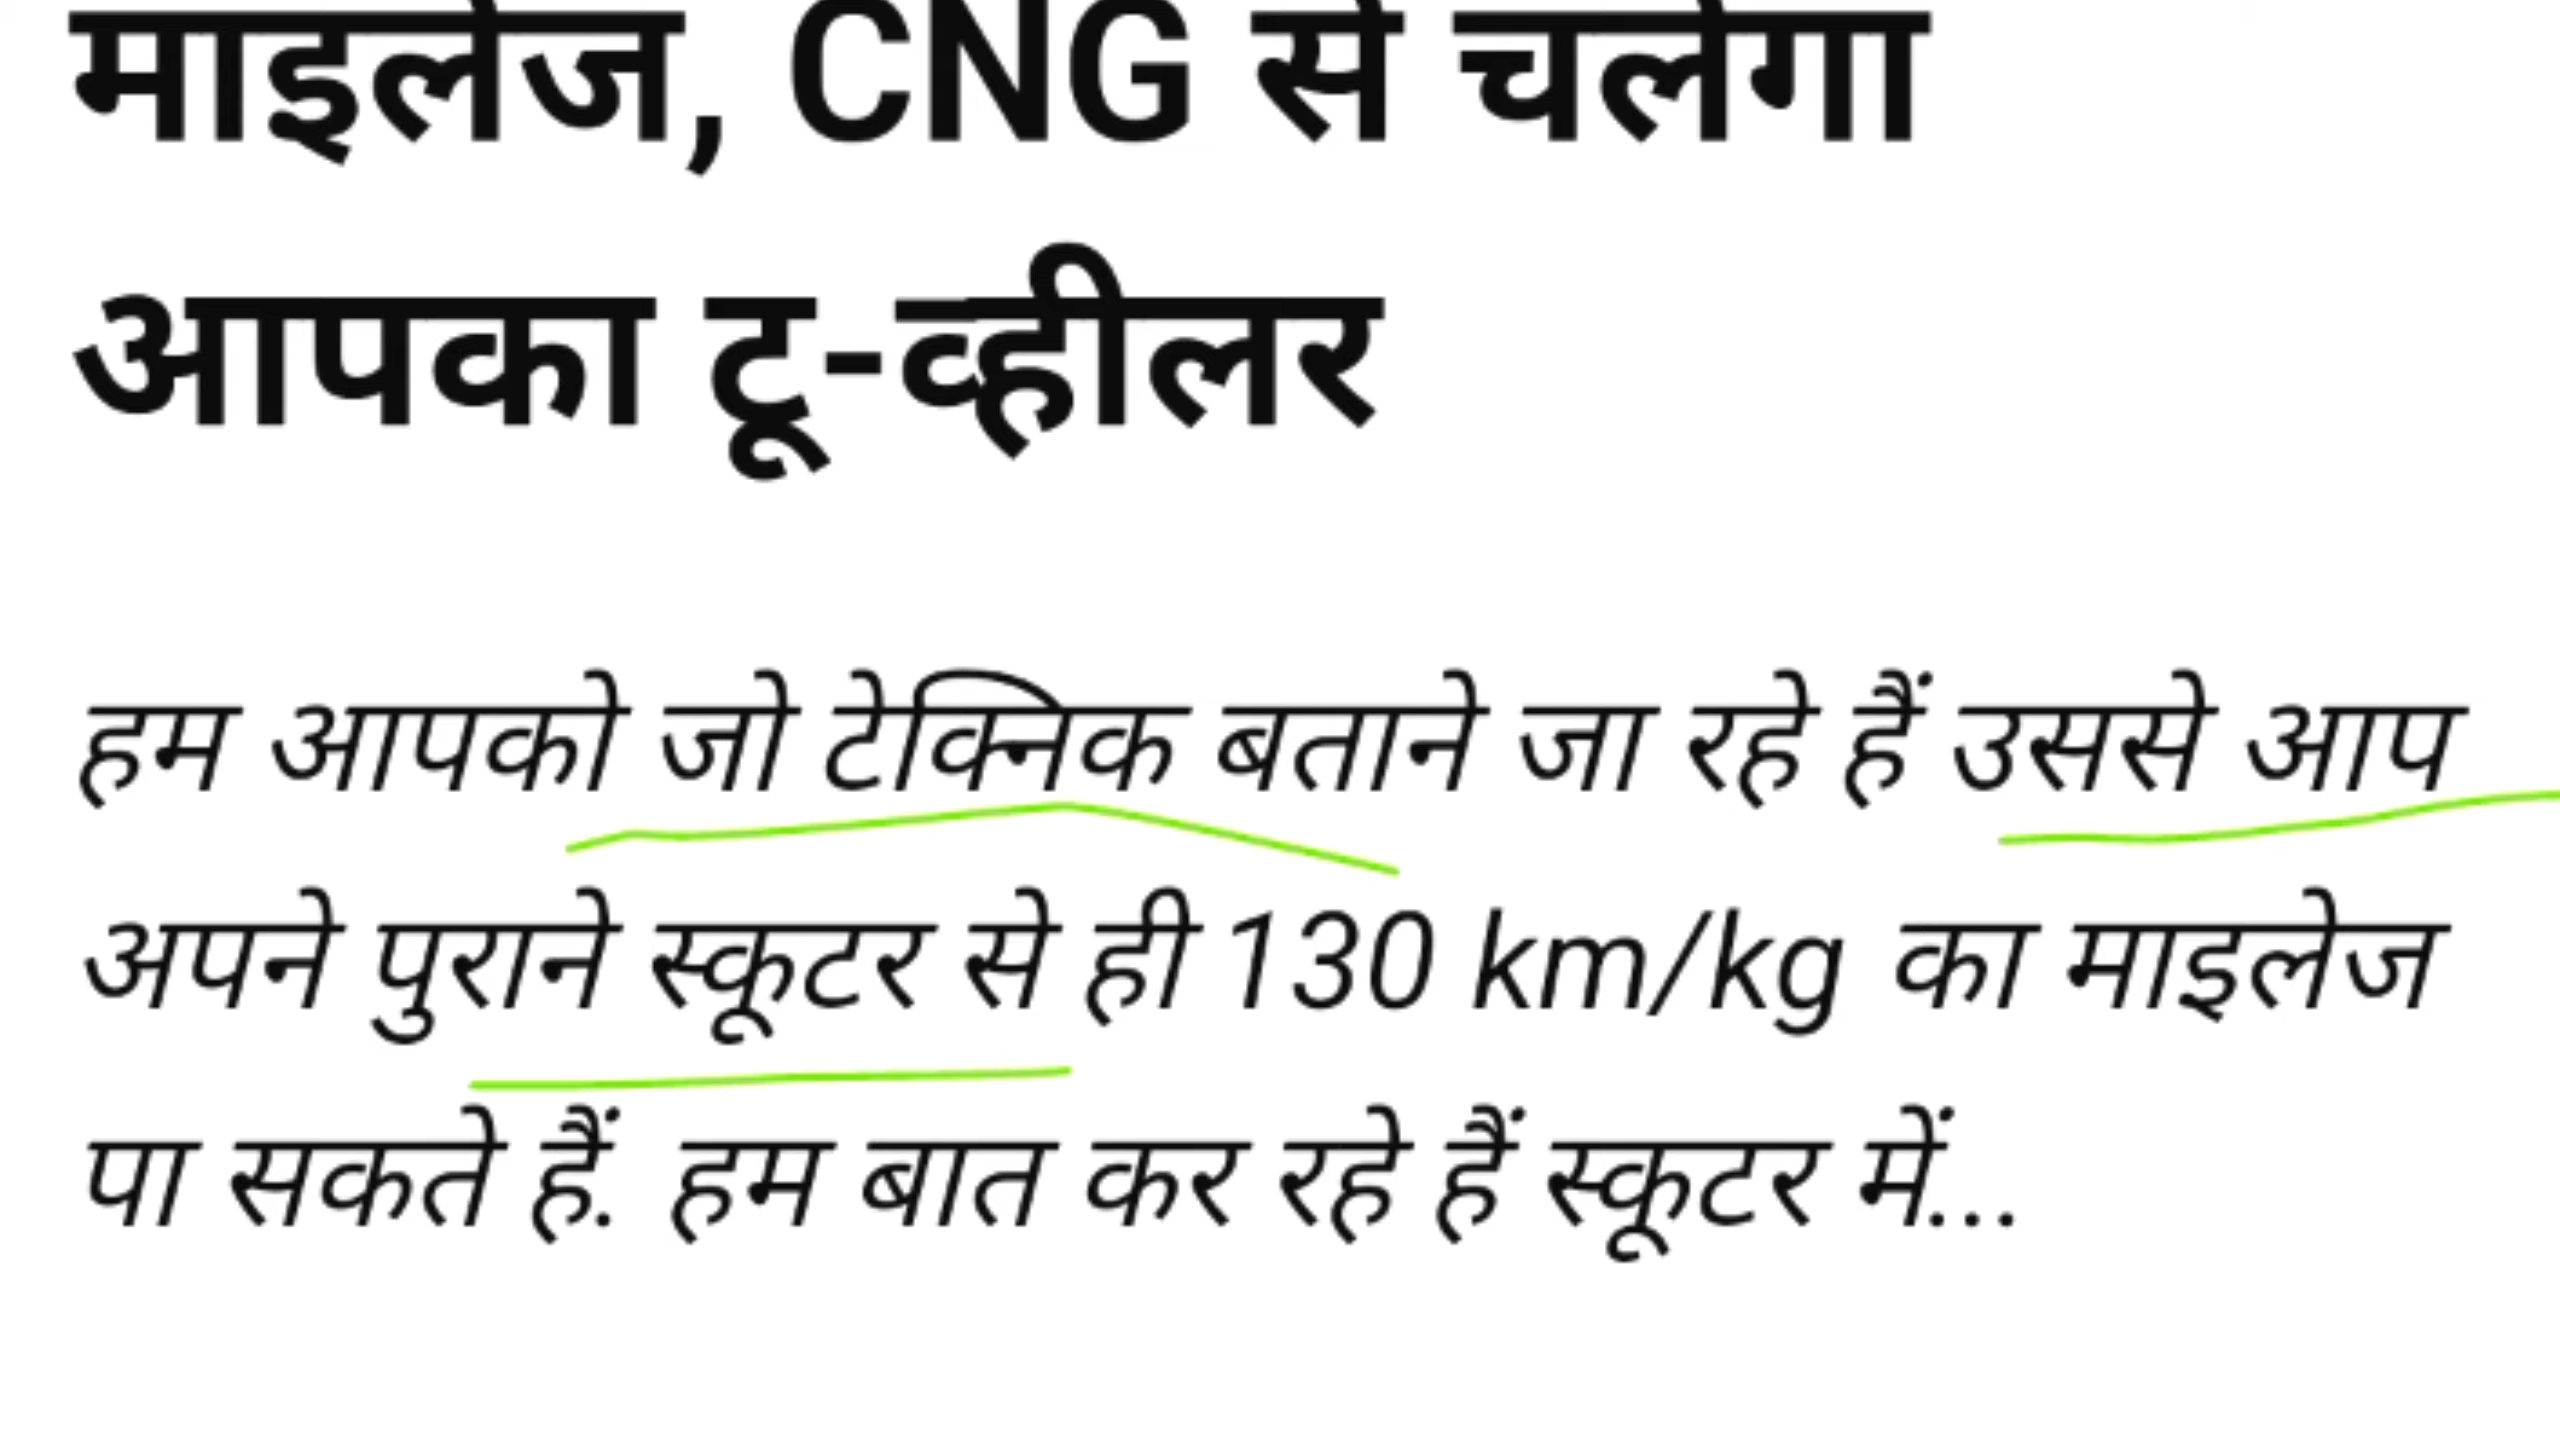 माइलेज, CNG से चलेगा
आपका टू-व्हीलर
हम आपको जो टेक्निक बताने जा रहे हैं उससे आप
अपने पुराने स्कूटर से ही 130 km/kg का माइलेज
पा सकते हैं. हम बात कर रहे हैं स्कूटर में...